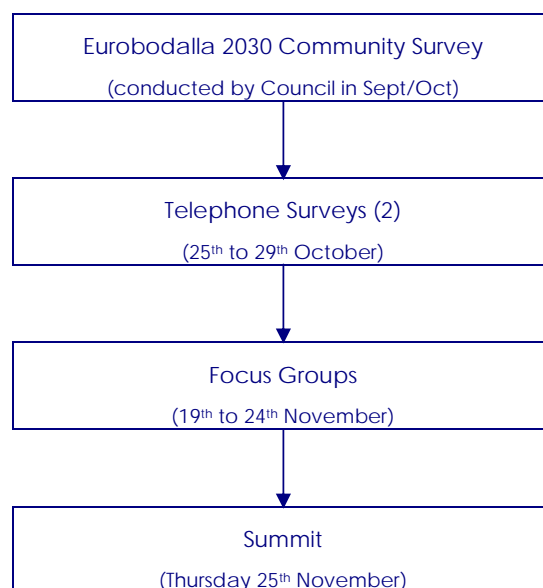 Eurobodalla 2030 Community Survey
(conducted by Council in Sept/Oct)
Telephone Surveys (2)
(25th to 29th October)
Focus Groups
(19th to 24th November)
Summit
(Thursday 25th November)